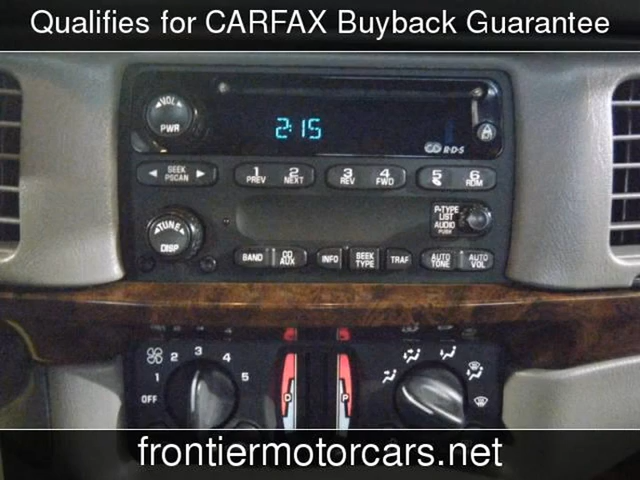 Qualifies for CARFAX Buyback Guarantee
VOL
PWR
2:15
R·D·S
SEEK
PSCAN
1 PREV
2 NEXT
3 REV
4 FWD
5
6 RDM
P-TYPE
LIST
AUDIO
PUSH
TUNE
DISP
BAND
CD AUX
INFO
SEEK TYPE
TRAF
AUTO TONE
AUTO VOL
OFF 1 2 3 4 5
D
P
frontiermotorcars.net